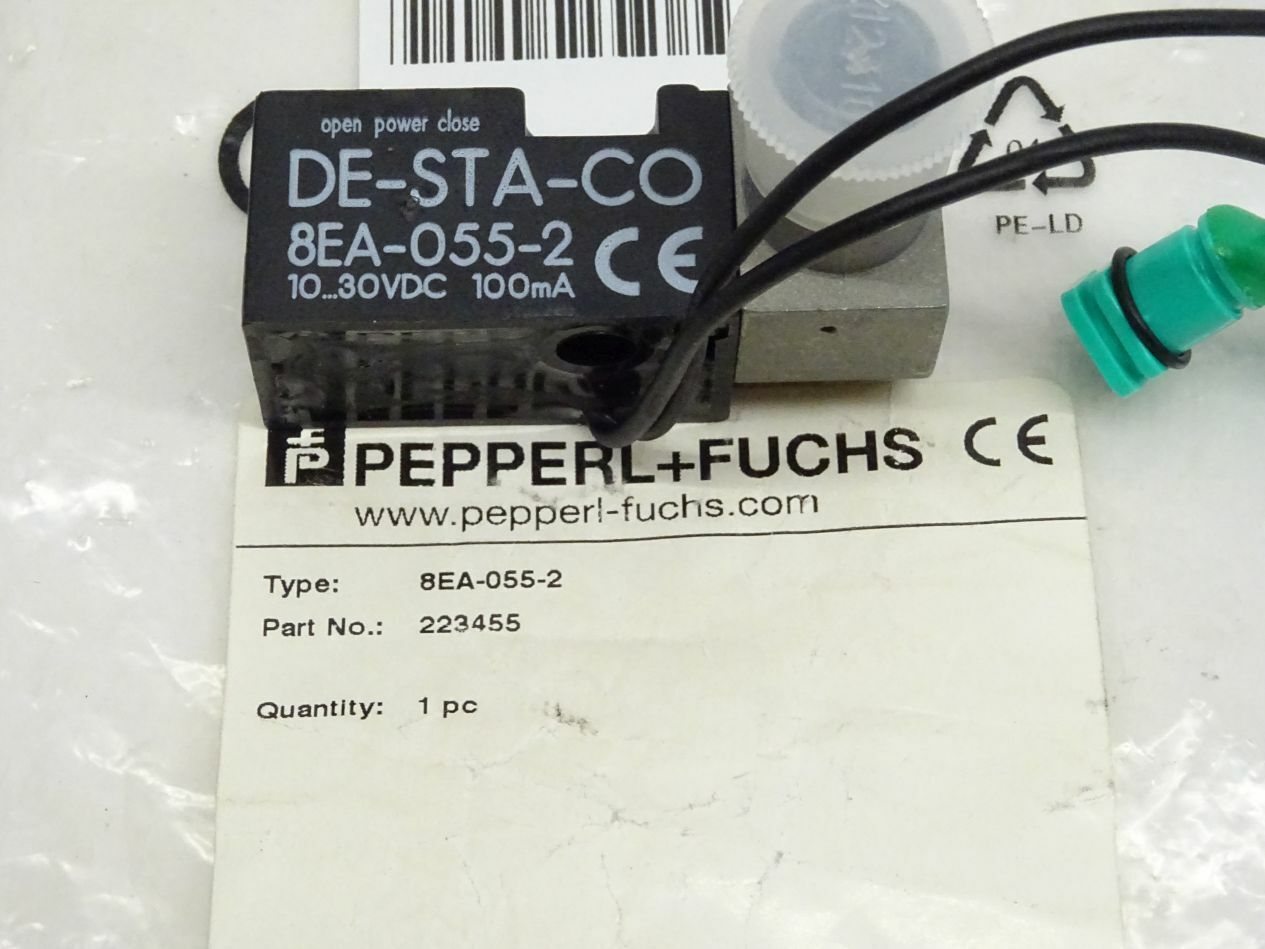 open power close
DE-STA-CO
8EA-055-2 CE
10...30VDC 100mA
PE-LD
PEPPERL+FUCHS CE
www.pepperl-fuchs.com
Type: 8EA-055-2
Part No.: 223455
Quantity: 1 pc